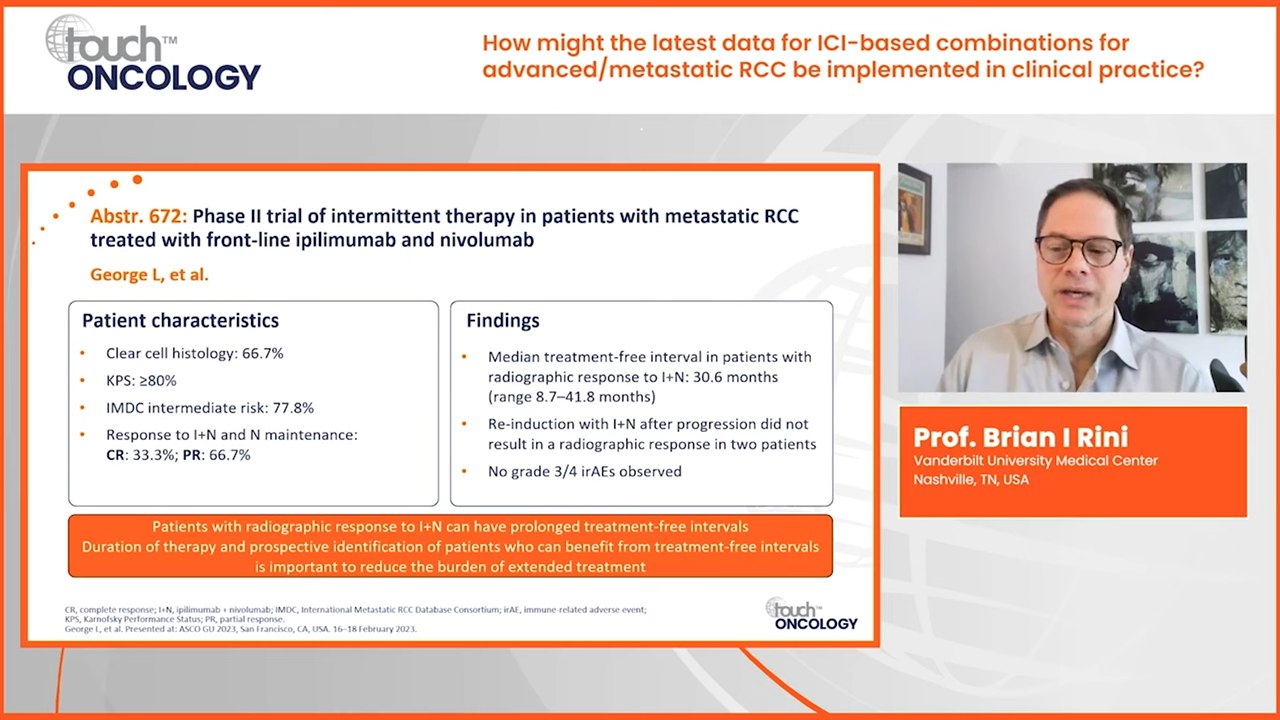 touch™
ONCOLOGY
How might the latest data for ICI-based combinations for
advanced/metastatic RCC be implemented in clinical practice?
Abstr. 672: Phase II trial of intermittent therapy in patients with metastatic RCC
treated with front-line ipilimumab and nivolumab
George L, et al.
Patient characteristics
• Clear cell histology: 66.7%
• KPS: ≥80%
• IMDC intermediate risk: 77.8%
• Response to I+N and N maintenance:
CR: 33.3%; PR: 66.7%
Findings
• Median treatment-free interval in patients with
radiographic response to I+N: 30.6 months
(range 8.7–41.8 months)
• Re-induction with I+N after progression did not
result in a radiographic response in two patients
• No grade 3/4 irAEs observed
Patients with radiographic response to I+N can have prolonged treatment-free intervals
Duration of therapy and prospective identification of patients who can benefit from treatment-free intervals
is important to reduce the burden of extended treatment
CR, complete response; I+N, ipilimumab + nivolumab; IMDC, International Metastatic RCC Database Consortium; irAE, immune-related adverse event;
KPS, Karnofsky Performance Status; PR, partial response.
George L, et al. Presented at: ASCO GU 2023, San Francisco, CA, USA. 16–18 February 2023.
touch™
ONCOLOGY
Prof. Brian I Rini
Vanderbilt University Medical Center
Nashville, TN, USA